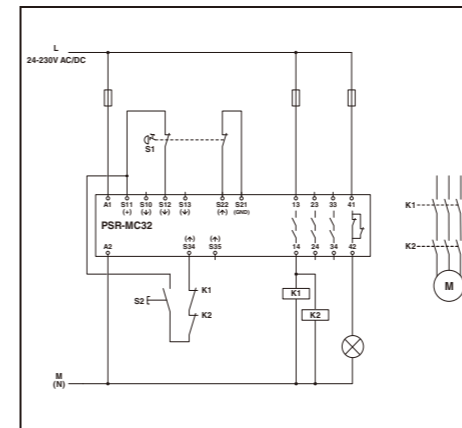 L
24-230V AC/DC
S1
A1 S11 S10 S12 S13 S22 S21 13 23 33 41
(+) (↓) (↓) (↓) (↑) (GND)
PSR-MC32
(↑) (↑)
A2 S34 S35 14 24 34 42
K1
K2
M
S2
K1
K2
K1
K2
M
(N)